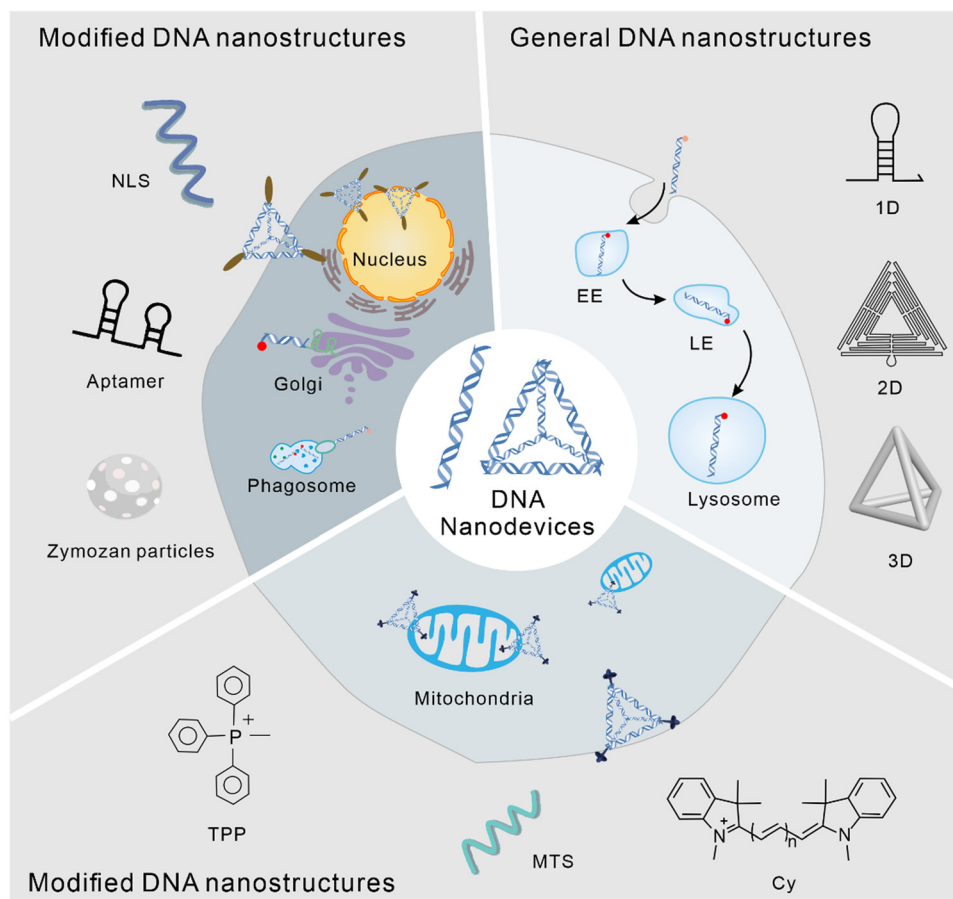 Modified DNA nanostructures
General DNA nanostructures
NLS
Nucleus
Aptamer
Golgi
Phagosome
Zymozan particles
EE
LE
Lysosome
1D
2D
3D
DNA
Nanodevices
Mitochondria
P
+
TPP
MTS
N
+
n
N
Cy
Modified DNA nanostructures